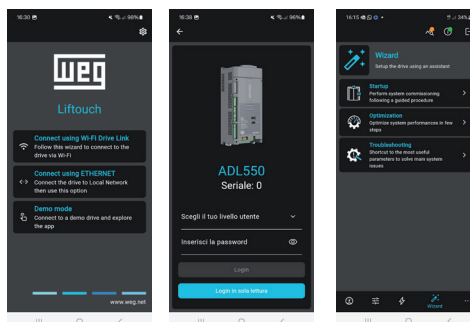 16:30
96%
weg
Liftouch
Connect using WI-FI Drive Link
Follow this wizard to connect to the
drive via WI-FI
Connect using ETHERNET
Connect the drive to Local Network
then use this option
Demo mode
Connect to a demo drive and explore
the app
www.weg.net
16:38
96%
ADL550
Seriale: 0
Scegli il tuo livello utente
Inserisci la password
Login
Login in sola lettura
16:15
34%
Wizard
Setup the drive using an assistant
Startup
Perform system commissioning
following a guided procedure
Optimization
Optimize system performances in few
steps
Troubleshooting
Shortcut to the most useful
parameters to solve main system
issues
Wizard